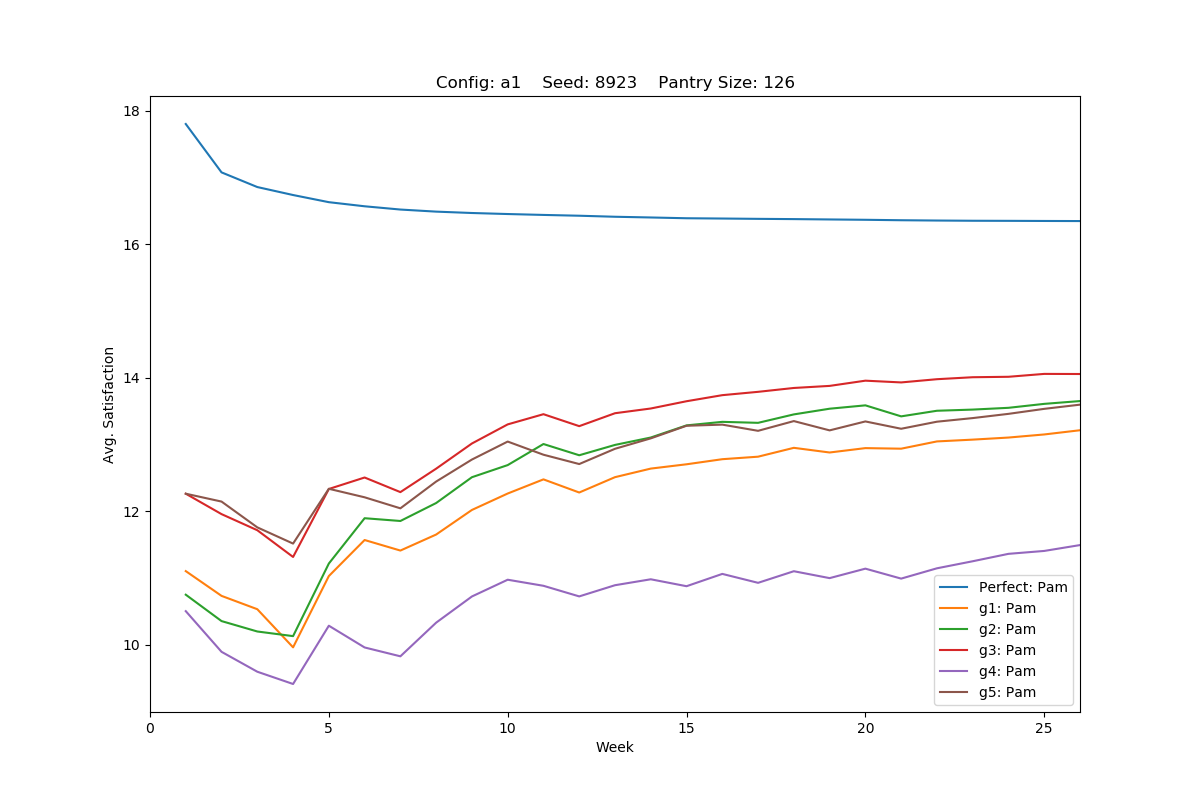 Config: a1    Seed: 8923    Pantry Size: 126
18
16
14
12
10
Avg. Satisfaction
0
5
10
15
20
25
Week
Perfect: Pam
g1: Pam
g2: Pam
g3: Pam
g4: Pam
g5: Pam